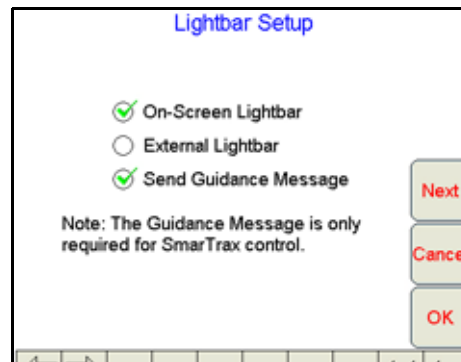 Lightbar Setup
On-Screen Lightbar
External Lightbar
Send Guidance Message
Note: The Guidance Message is only
required for SmarTrax control.
Next
Cance
OK